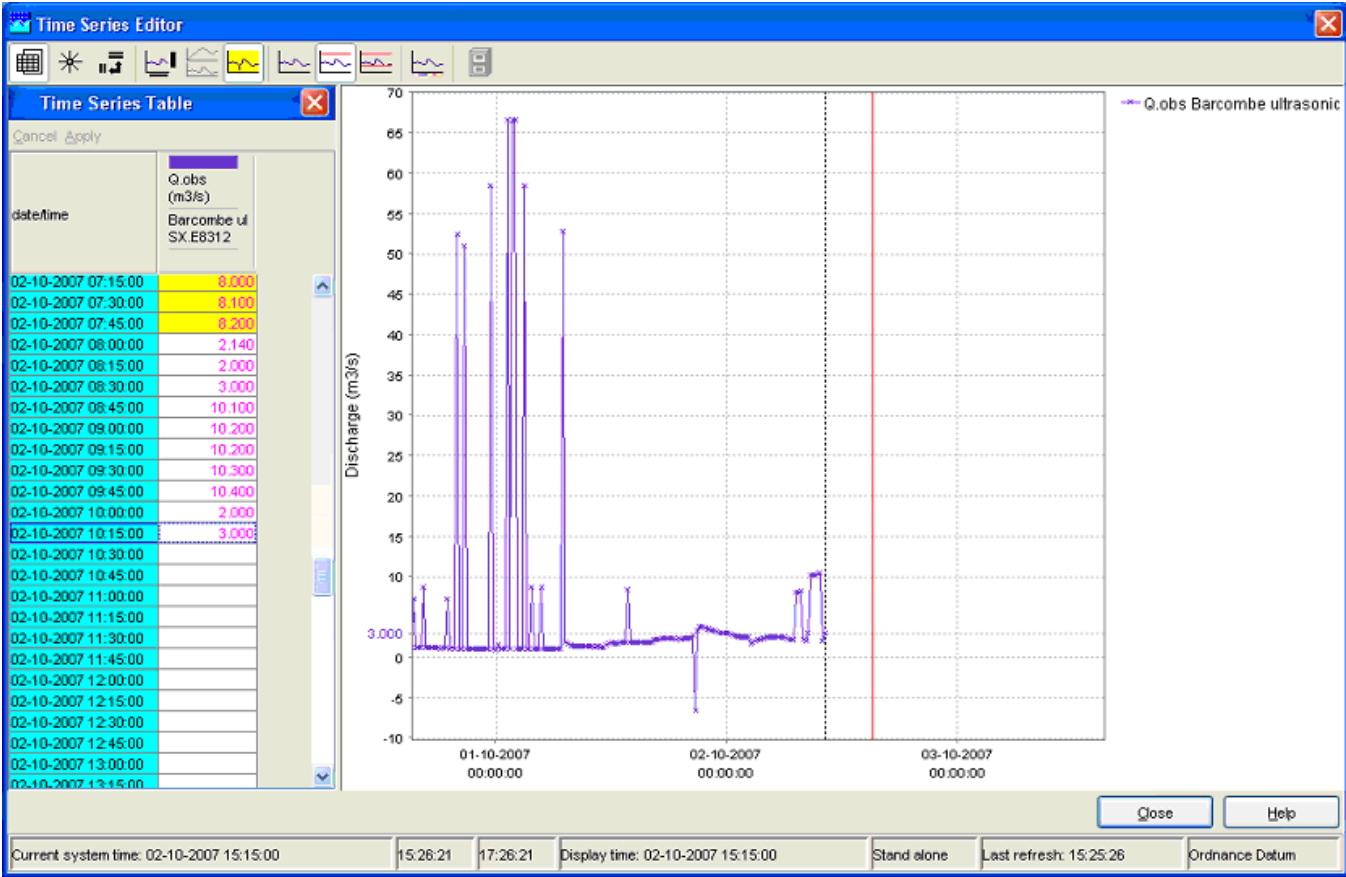 Time Series Editor
Time Series Table
Cancel Apply
date/time
Q.obs
(m3/s)
Barcombe ul
SX.E8312
02-10-2007 07:15:00 8.000
02-10-2007 07:30:00 8.100
02-10-2007 07:45:00 8.200
02-10-2007 08:00:00 2.140
02-10-2007 08:15:00 2.000
02-10-2007 08:30:00 3.000
02-10-2007 08:45:00 10.100
02-10-2007 09:00:00 10.200
02-10-2007 09:15:00 10.200
02-10-2007 09:30:00 10.300
02-10-2007 09:45:00 10.400
02-10-2007 10:00:00 2.000
02-10-2007 10:15:00 3.000
02-10-2007 10:30:00
02-10-2007 10:45:00
02-10-2007 11:00:00
02-10-2007 11:15:00
02-10-2007 11:30:00
02-10-2007 11:45:00
02-10-2007 12:00:00
02-10-2007 12:15:00
02-10-2007 12:30:00
02-10-2007 12:45:00
02-10-2007 13:00:00
02-10-2007 13:15:00
Discharge (m3/s)
70
65
60
55
50
45
40
35
30
25
20
15
10
3.000
0
-5
-10
01-10-2007
00:00:00
02-10-2007
00:00:00
03-10-2007
00:00:00
Q.obs Barcombe ultrasonic
Close
Help
Current system time: 02-10-2007 15:15:00
15:26:21
17:26:21
Display time: 02-10-2007 15:15:00
Stand alone
Last refresh: 15:25:26
Ordnance Datum